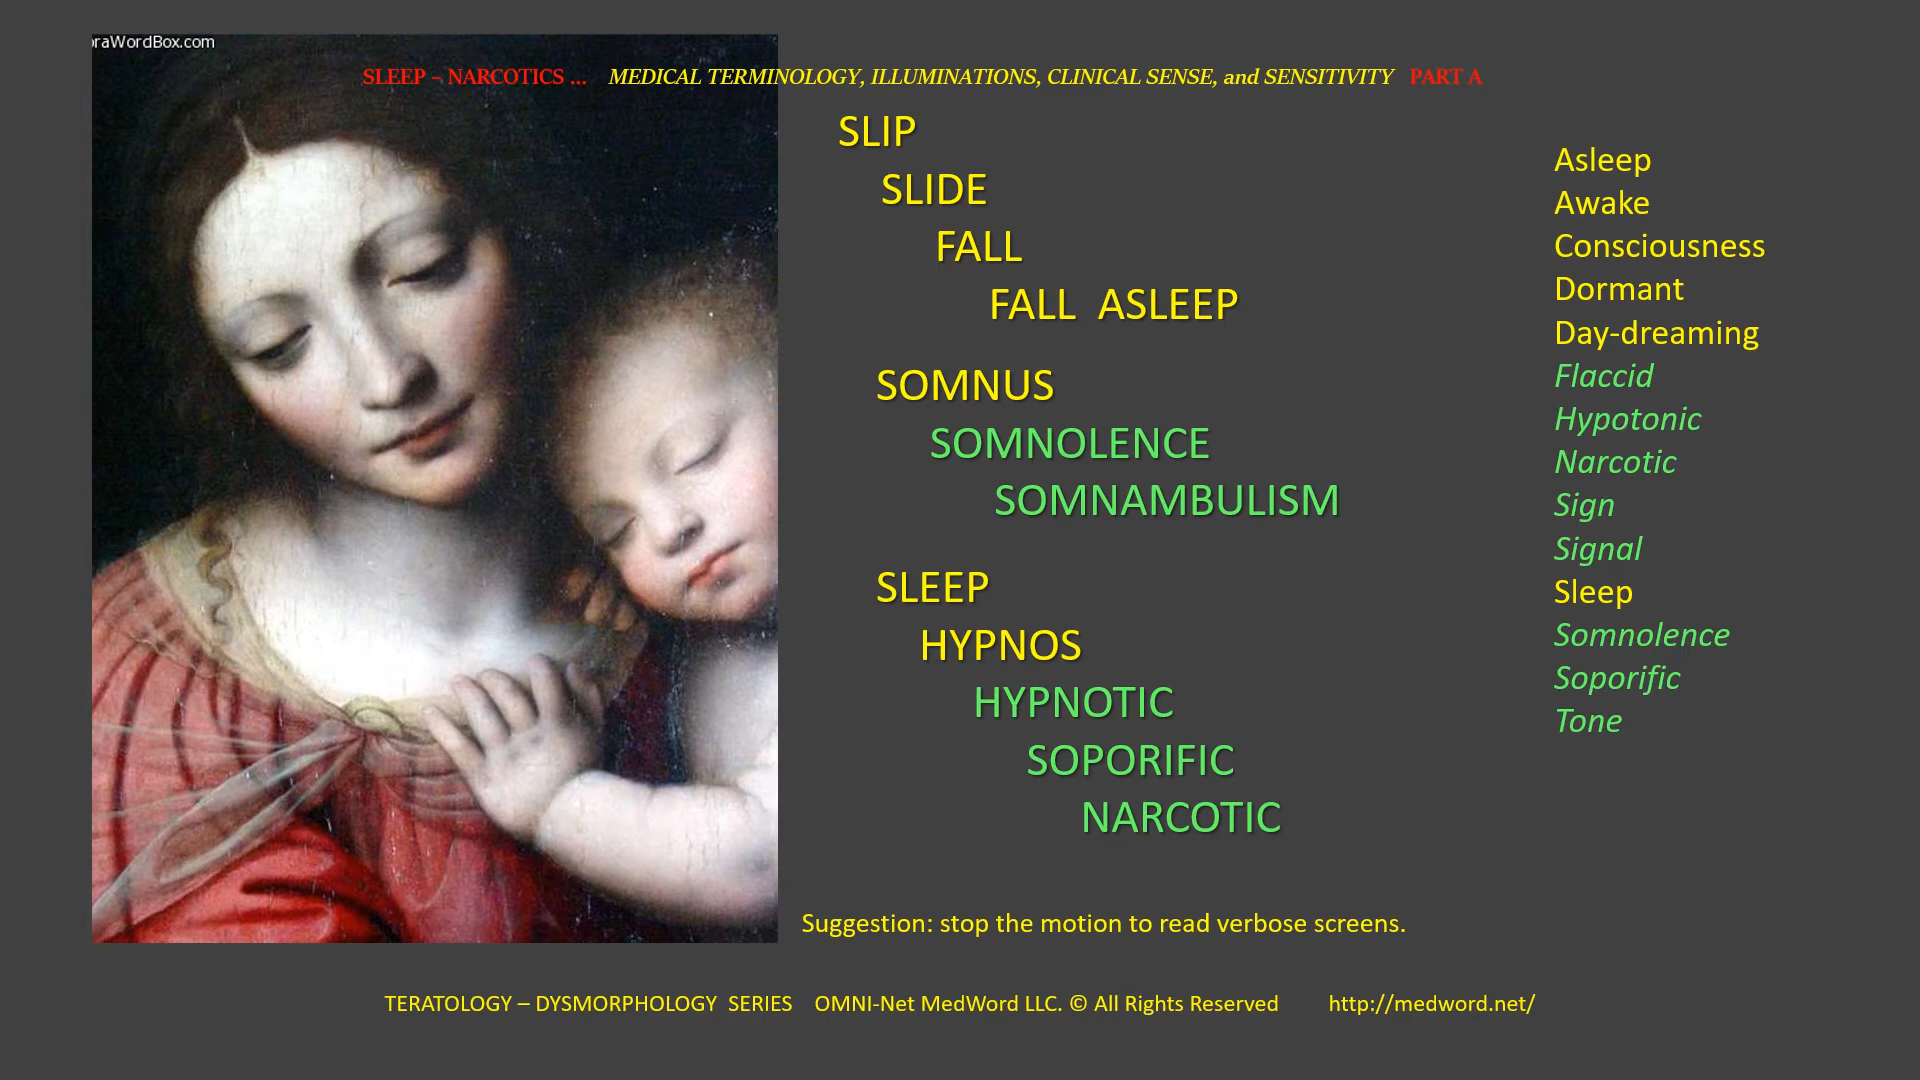 raWordBox.com
SLEEP – NARCOTICS ... MEDICAL TERMINOLOGY, ILLUMINATIONS, CLINICAL SENSE, and SENSITIVITY PART A
SLIP
SLIDE
FALL
FALL ASLEEP
SOMNUS
SOMNOLENCE
SOMNAMBULISM
SLEEP
HYPNOS
HYPNOTIC
SOPORIFIC
NARCOTIC
Asleep
Awake
Consciousness
Dormant
Day-dreaming
Flaccid
Hypotonic
Narcotic
Sign
Signal
Sleep
Somnolence
Soporific
Tone
Suggestion: stop the motion to read verbose screens.
TERATOLOGY – DYSMORPHOLOGY SERIES OMNI-Net MedWord LLC. © All Rights Reserved http://medword.net/